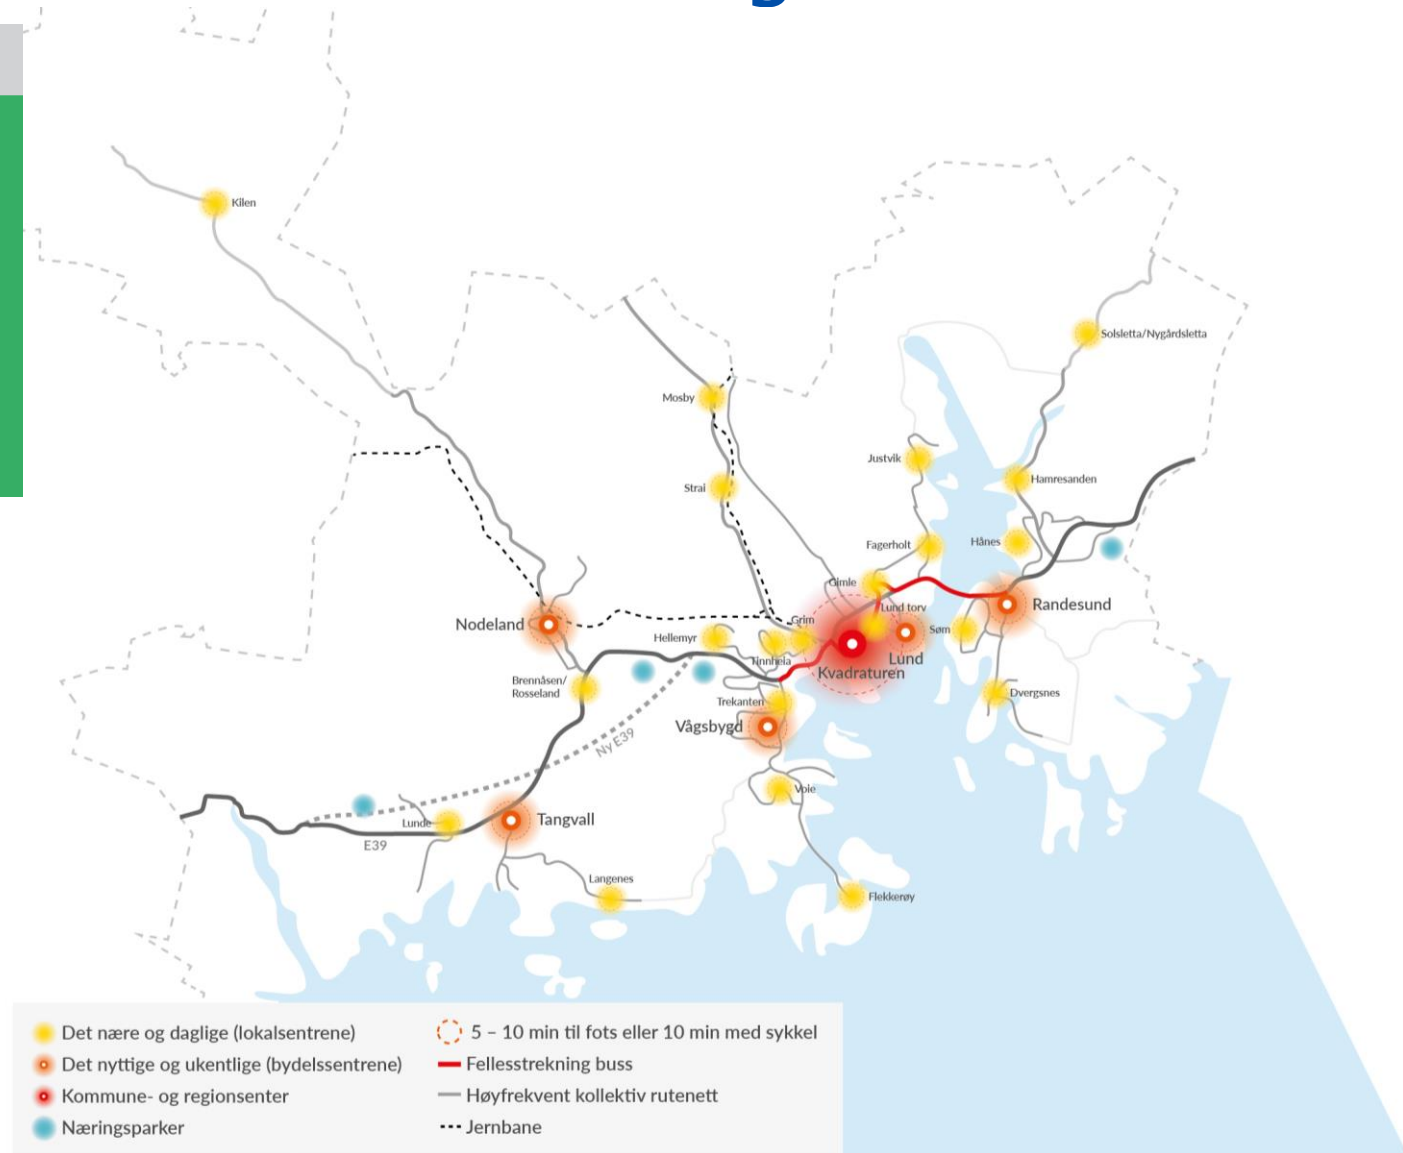 Kilen
Solsletta/Nygårdsletta
Mosby
Justvik
Strai
Hamresanden
Fagerholt
Hånes
Gimle
Randesund
Lund torv
Nodeland
Grim
Søm
Hellemyr
Tinnheia
Lund
Kvadraturen
Brennåsen/
Rosseland
Dvergsnes
Trekanten
Vågsbygd
Ny E39
Voie
Lunde
Tangvall
E39
Langenes
Flekkerøy
Det nære og daglige (lokalsentrene)
Det nyttige og ukentlige (bydelssentrene)
Kommune- og regionsenter
Næringsparker
5 – 10 min til fots eller 10 min med sykkel
Fellesstrekning buss
Høyfrekvent kollektiv rutenett
Jernbane